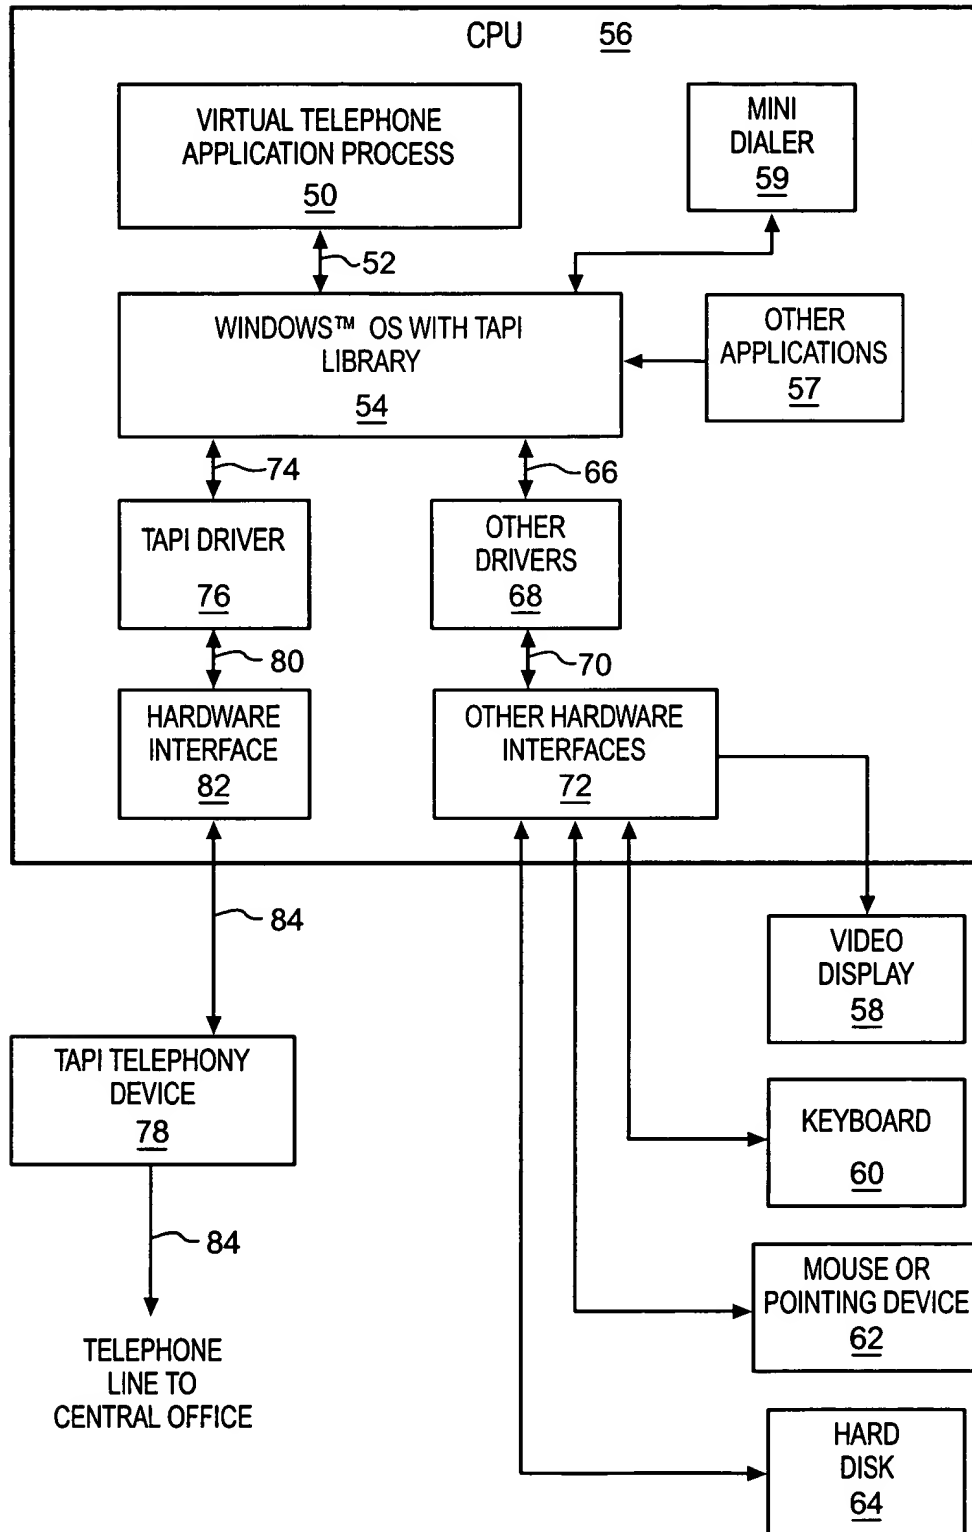 CPU 56
VIRTUAL TELEPHONE
APPLICATION PROCESS
50
MINI
DIALER
59
52
WINDOWS™ OS WITH TAPI
LIBRARY
54
OTHER
APPLICATIONS
57
74
66
TAPI DRIVER
76
OTHER
DRIVERS
68
80
70
HARDWARE
INTERFACE
82
OTHER HARDWARE
INTERFACES
72
84
VIDEO
DISPLAY
58
TAPI TELEPHONY
DEVICE
78
KEYBOARD
60
84
MOUSE OR
POINTING DEVICE
62
TELEPHONE
LINE TO
CENTRAL OFFICE
HARD
DISK
64